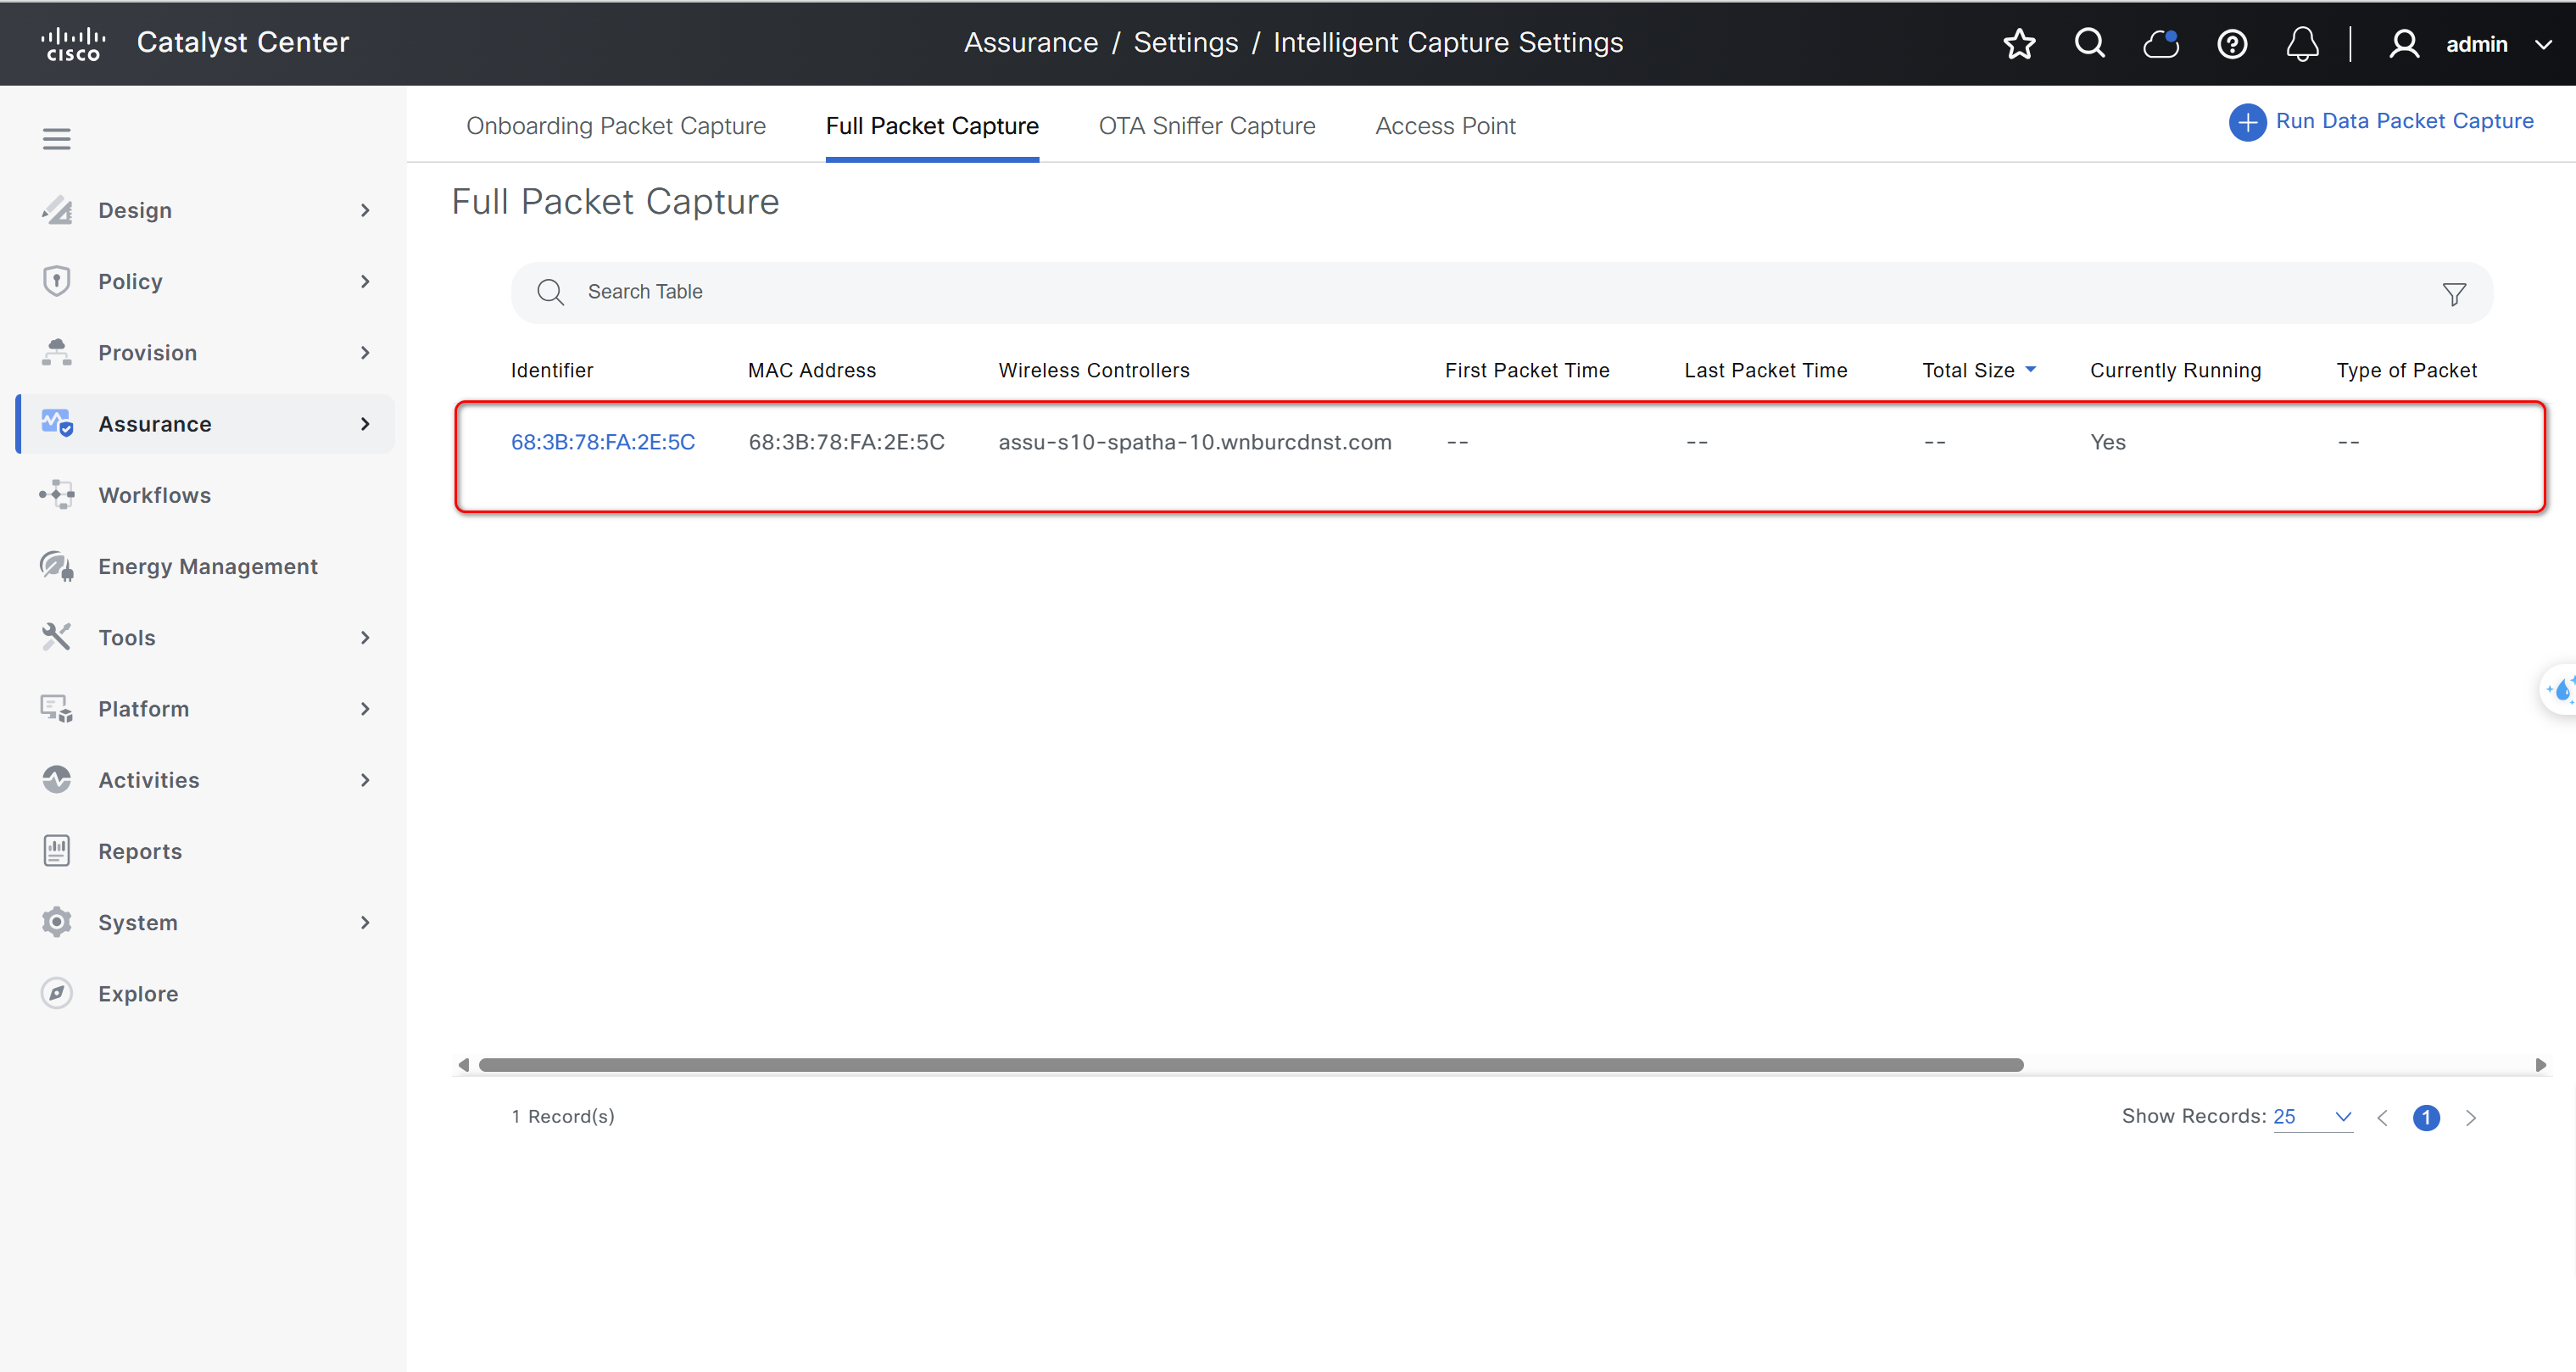 CISCO Catalyst Center
Assurance / Settings / Intelligent Capture Settings
admin
Onboarding Packet Capture Full Packet Capture OTA Sniffer Capture Access Point
Run Data Packet Capture
Design
Policy
Provision
Assurance
Workflows
Energy Management
Tools
Platform
Activities
Reports
System
Explore
Full Packet Capture
Search Table
Identifier MAC Address Wireless Controllers First Packet Time Last Packet Time Total Size Currently Running Type of Packet
68:3B:78:FA:2E:5C 68:3B:78:FA:2E:5C assu-s10-spatha-10.wnburcdnst.com -- -- -- Yes --
1 Record(s)
Show Records: 25 1